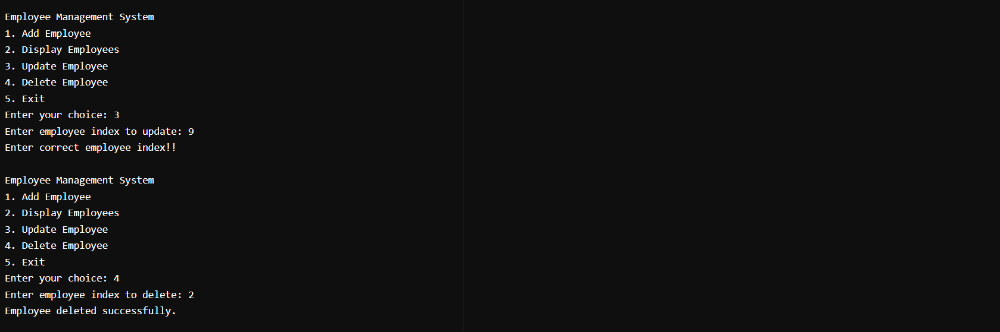 Employee Management System
1. Add Employee
2. Display Employees
3. Update Employee
4. Delete Employee
5. Exit
Enter your choice: 3
Enter employee index to update: 9
Enter correct employee index!!
Employee Management System
1. Add Employee
2. Display Employees
3. Update Employee
4. Delete Employee
5. Exit
Enter your choice: 4
Enter employee index to delete: 2
Employee deleted successfully.